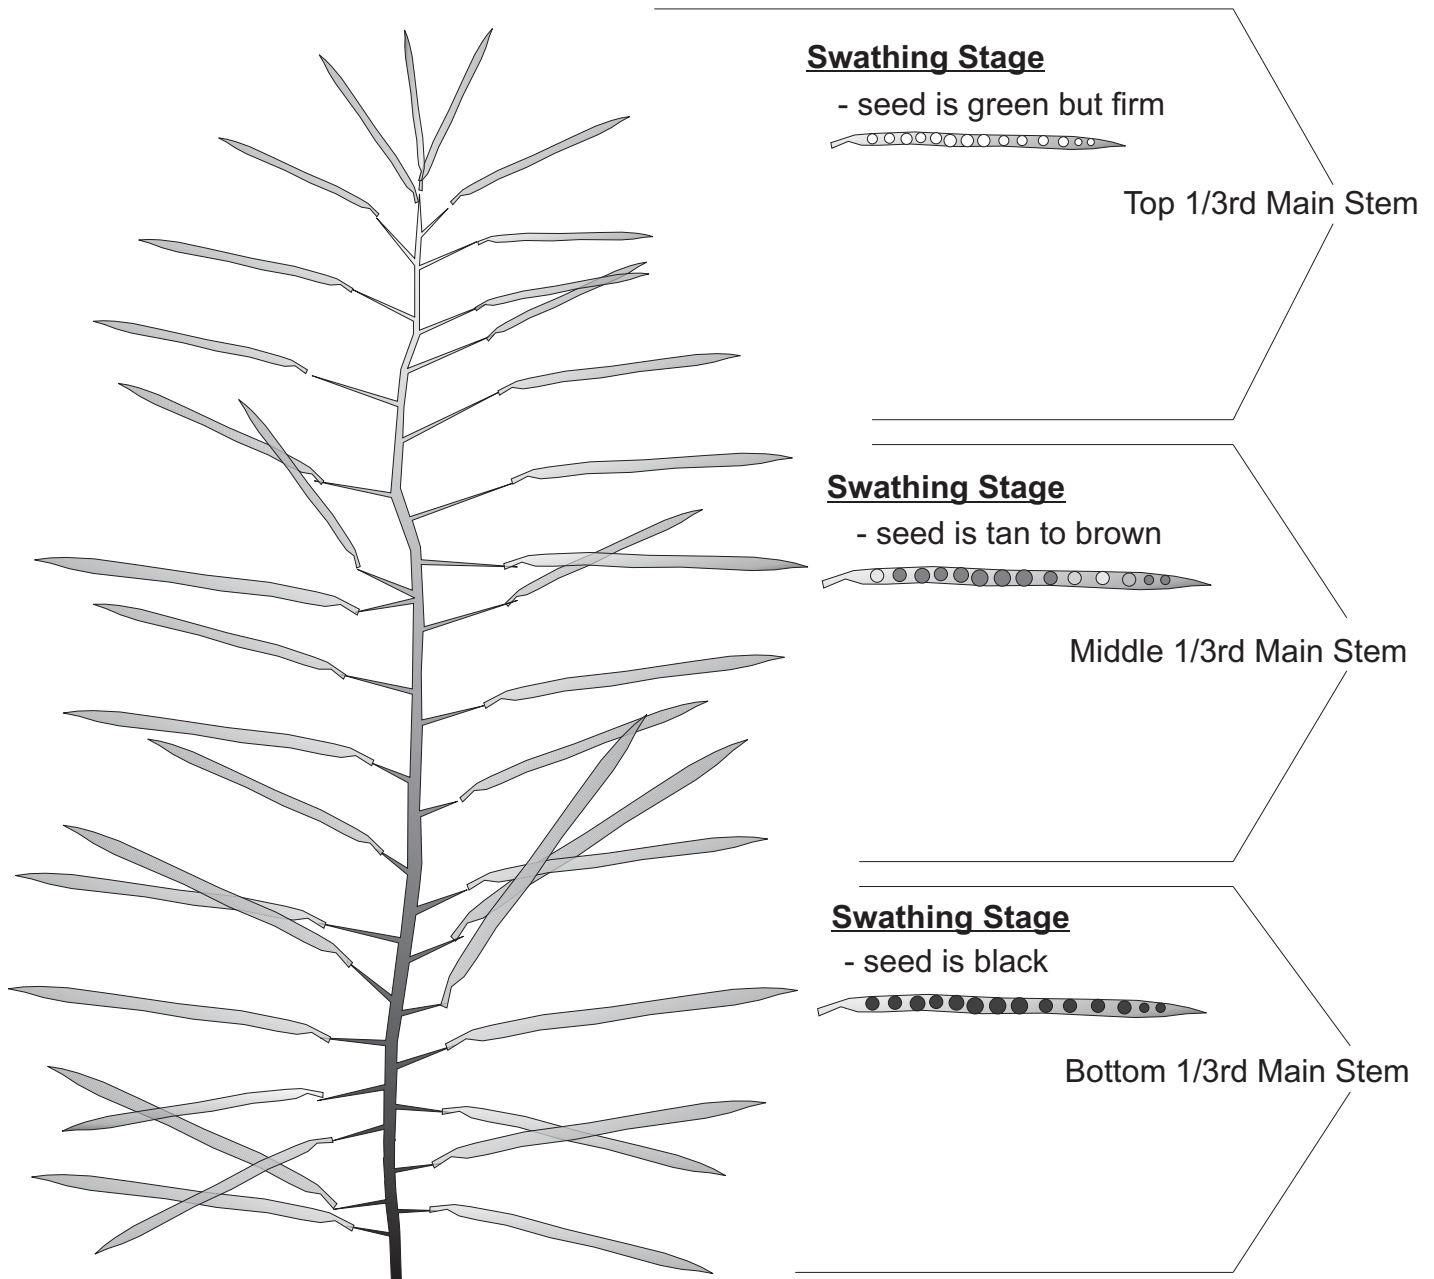 Swathing Stage
- seed is green but firm
Top 1/3rd Main Stem
Swathing Stage
- seed is tan to brown
Middle 1/3rd Main Stem
Swathing Stage
- seed is black
Bottom 1/3rd Main Stem